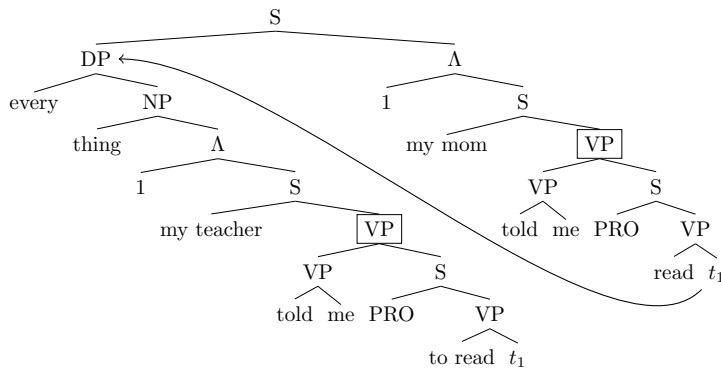 S
DP Λ
every NP 1 S
thing Λ my mom VP
1 S VP S
my teacher VP told me PRO VP
VP S read t₁
told me PRO VP
to read t₁